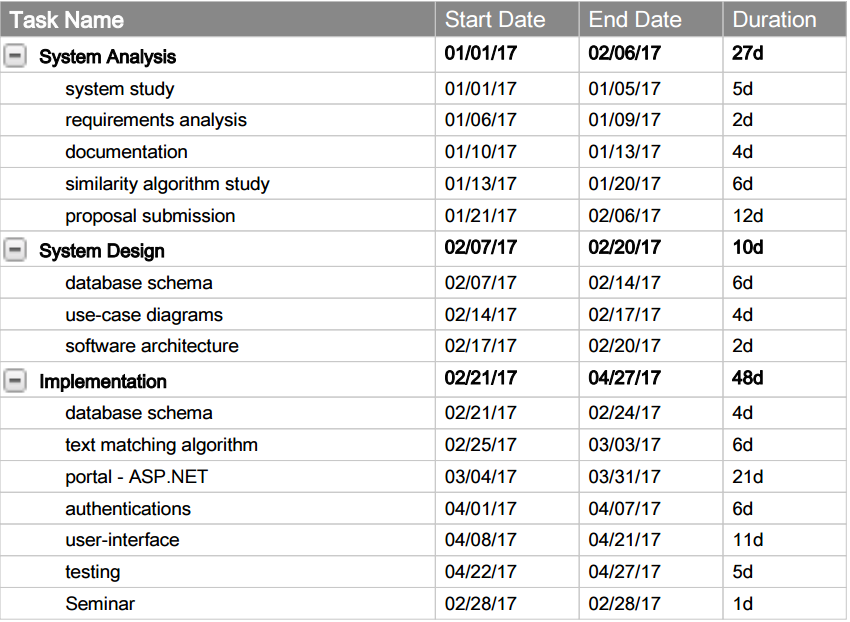 Task Name Start Date End Date Duration
System Analysis 01/01/17 02/06/17 27d
system study 01/01/17 01/05/17 5d
requirements analysis 01/06/17 01/09/17 2d
documentation 01/10/17 01/13/17 4d
similarity algorithm study 01/13/17 01/20/17 6d
proposal submission 01/21/17 02/06/17 12d
System Design 02/07/17 02/20/17 10d
database schema 02/07/17 02/14/17 6d
use-case diagrams 02/14/17 02/17/17 4d
software architecture 02/17/17 02/20/17 2d
Implementation 02/21/17 04/27/17 48d
database schema 02/21/17 02/24/17 4d
text matching algorithm 02/25/17 03/03/17 6d
portal - ASP.NET 03/04/17 03/31/17 21d
authentications 04/01/17 04/07/17 6d
user-interface 04/08/17 04/21/17 11d
testing 04/22/17 04/27/17 5d
Seminar 02/28/17 02/28/17 1d